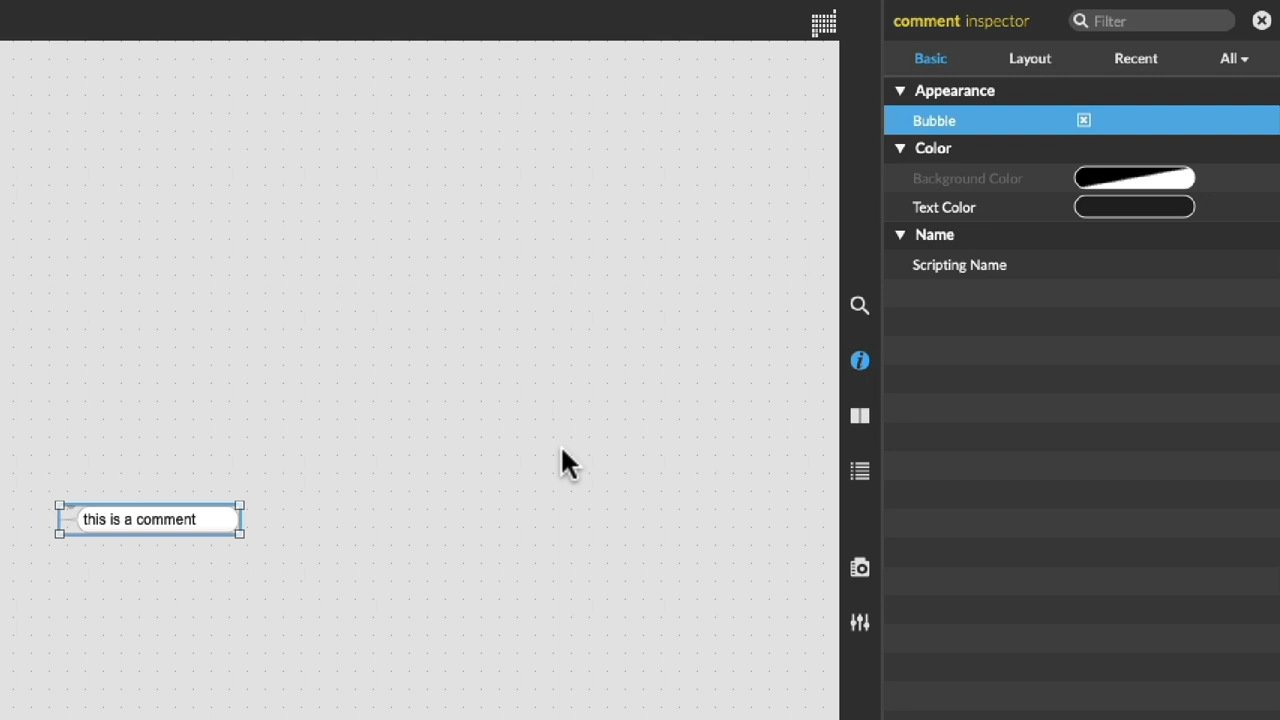 comment inspector
Filter
Basic
Layout
Recent
All
Appearance
Bubble
Color
Background Color
Text Color
Name
Scripting Name
this is a comment